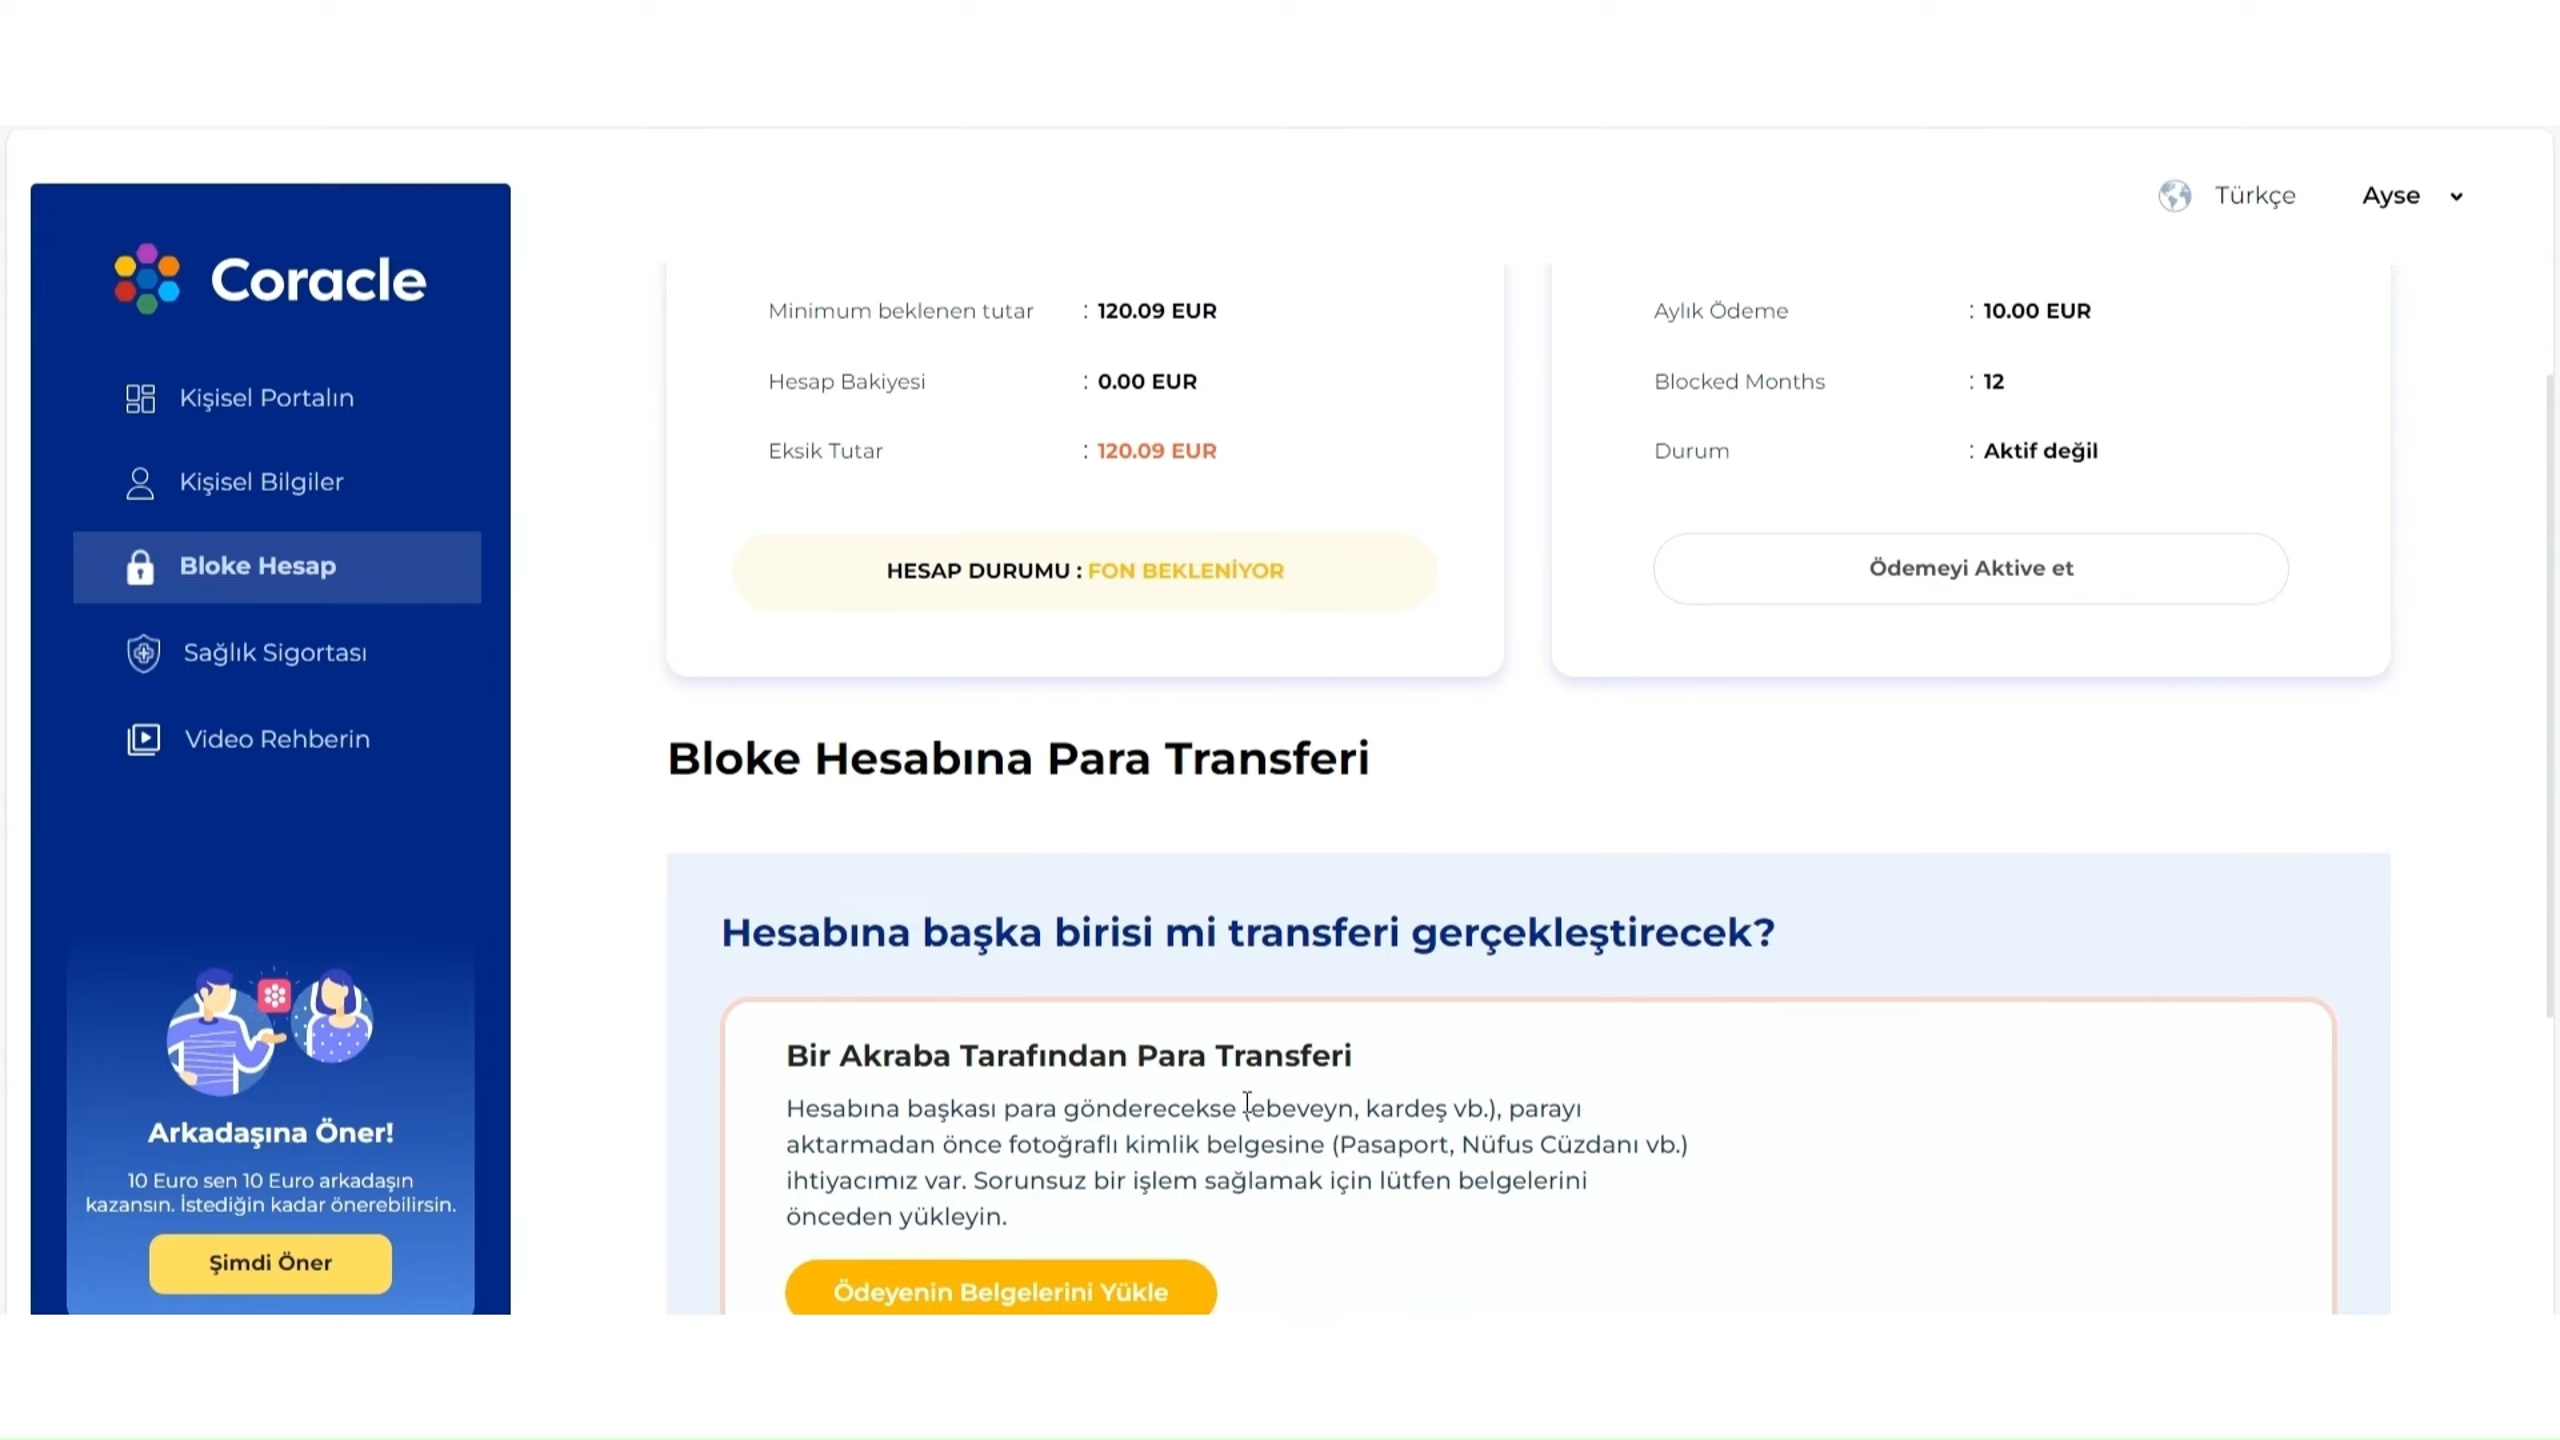 Türkçe
Ayse
Coracle
Kişisel Portalın
Kişisel Bilgiler
Bloke Hesap
Sağlık Sigortası
Video Rehberin
Arkadaşına Öner!
10 Euro sen 10 Euro arkadaşın
kazansın. İstediğin kadar önerebilirsin.
Şimdi Öner
Minimum beklenen tutar : 120.09 EUR
Hesap Bakiyesi : 0.00 EUR
Eksik Tutar : 120.09 EUR
HESAP DURUMU : FON BEKLENİYOR
Aylık Ödeme : 10.00 EUR
Blocked Months : 12
Durum : Aktif değil
Ödemeyi Aktive et
Bloke Hesabına Para Transferi
Hesabına başka birisi mi transferi gerçekleştirecek?
Bir Akraba Tarafından Para Transferi
Hesabına başkası para gönderecekse (ebeveyn, kardeş vb.), parayı
aktarmadan önce fotoğraflı kimlik belgesine (Pasaport, Nüfus Cüzdanı vb.)
ihtiyacımız var. Sorunsuz bir işlem sağlamak için lütfen belgelerini
önceden yükleyin.
Ödeyenin Belgelerini Yükle